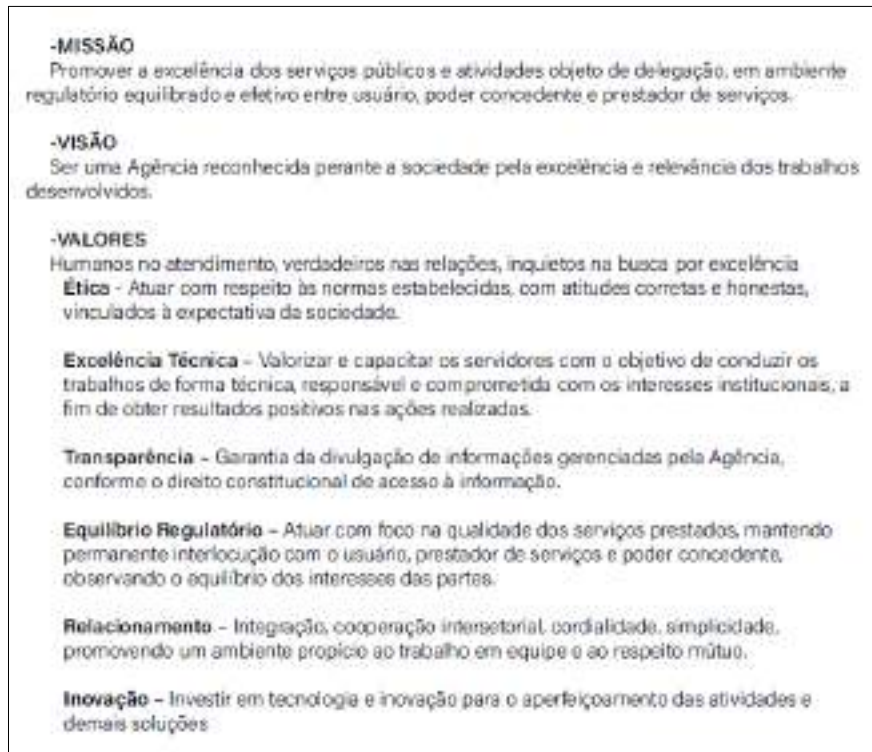 -MISSÃO
Promover a excelência dos serviços públicos e atividades objeto de delegação, em ambiente
regulatório equilibrado e efetivo entre usuário, poder concedente e prestador de serviços.
-VISÃO
Ser uma Agência reconhecida perante a sociedade pela excelência e relevância dos trabalhos
desenvolvidos.
-VALORES
Humanos no atendimento, verdadeiros nas relações, inquietos na busca por excelência
Ética - Atuar com respeito às normas estabelecidas, com atitudes corretas e honestas,
vinculados à expectativa da sociedade.
Excelência Técnica – Valorizar e capacitar os servidores com o objetivo de conduzir os
trabalhos de forma técnica, responsável e comprometida com os interesses institucionais, a
fim de obter resultados positivos nas ações realizadas.
Transparência – Garantia da divulgação de informações gerenciadas pela Agência,
conforme o direito constitucional de acesso à informação.
Equilíbrio Regulatório – Atuar com foco na qualidade dos serviços prestados, mantendo
permanente interlocução com o usuário, prestador de serviços e poder concedente,
observando o equilíbrio dos interesses das partes.
Relacionamento – Integração, cooperação intersetorial, cordialidade, simplicidade,
promovendo um ambiente propício ao trabalho em equipe e ao respeito mútuo.
Inovação – Investir em tecnologia e inovação para o aperfeiçoamento das atividades e
demais soluções